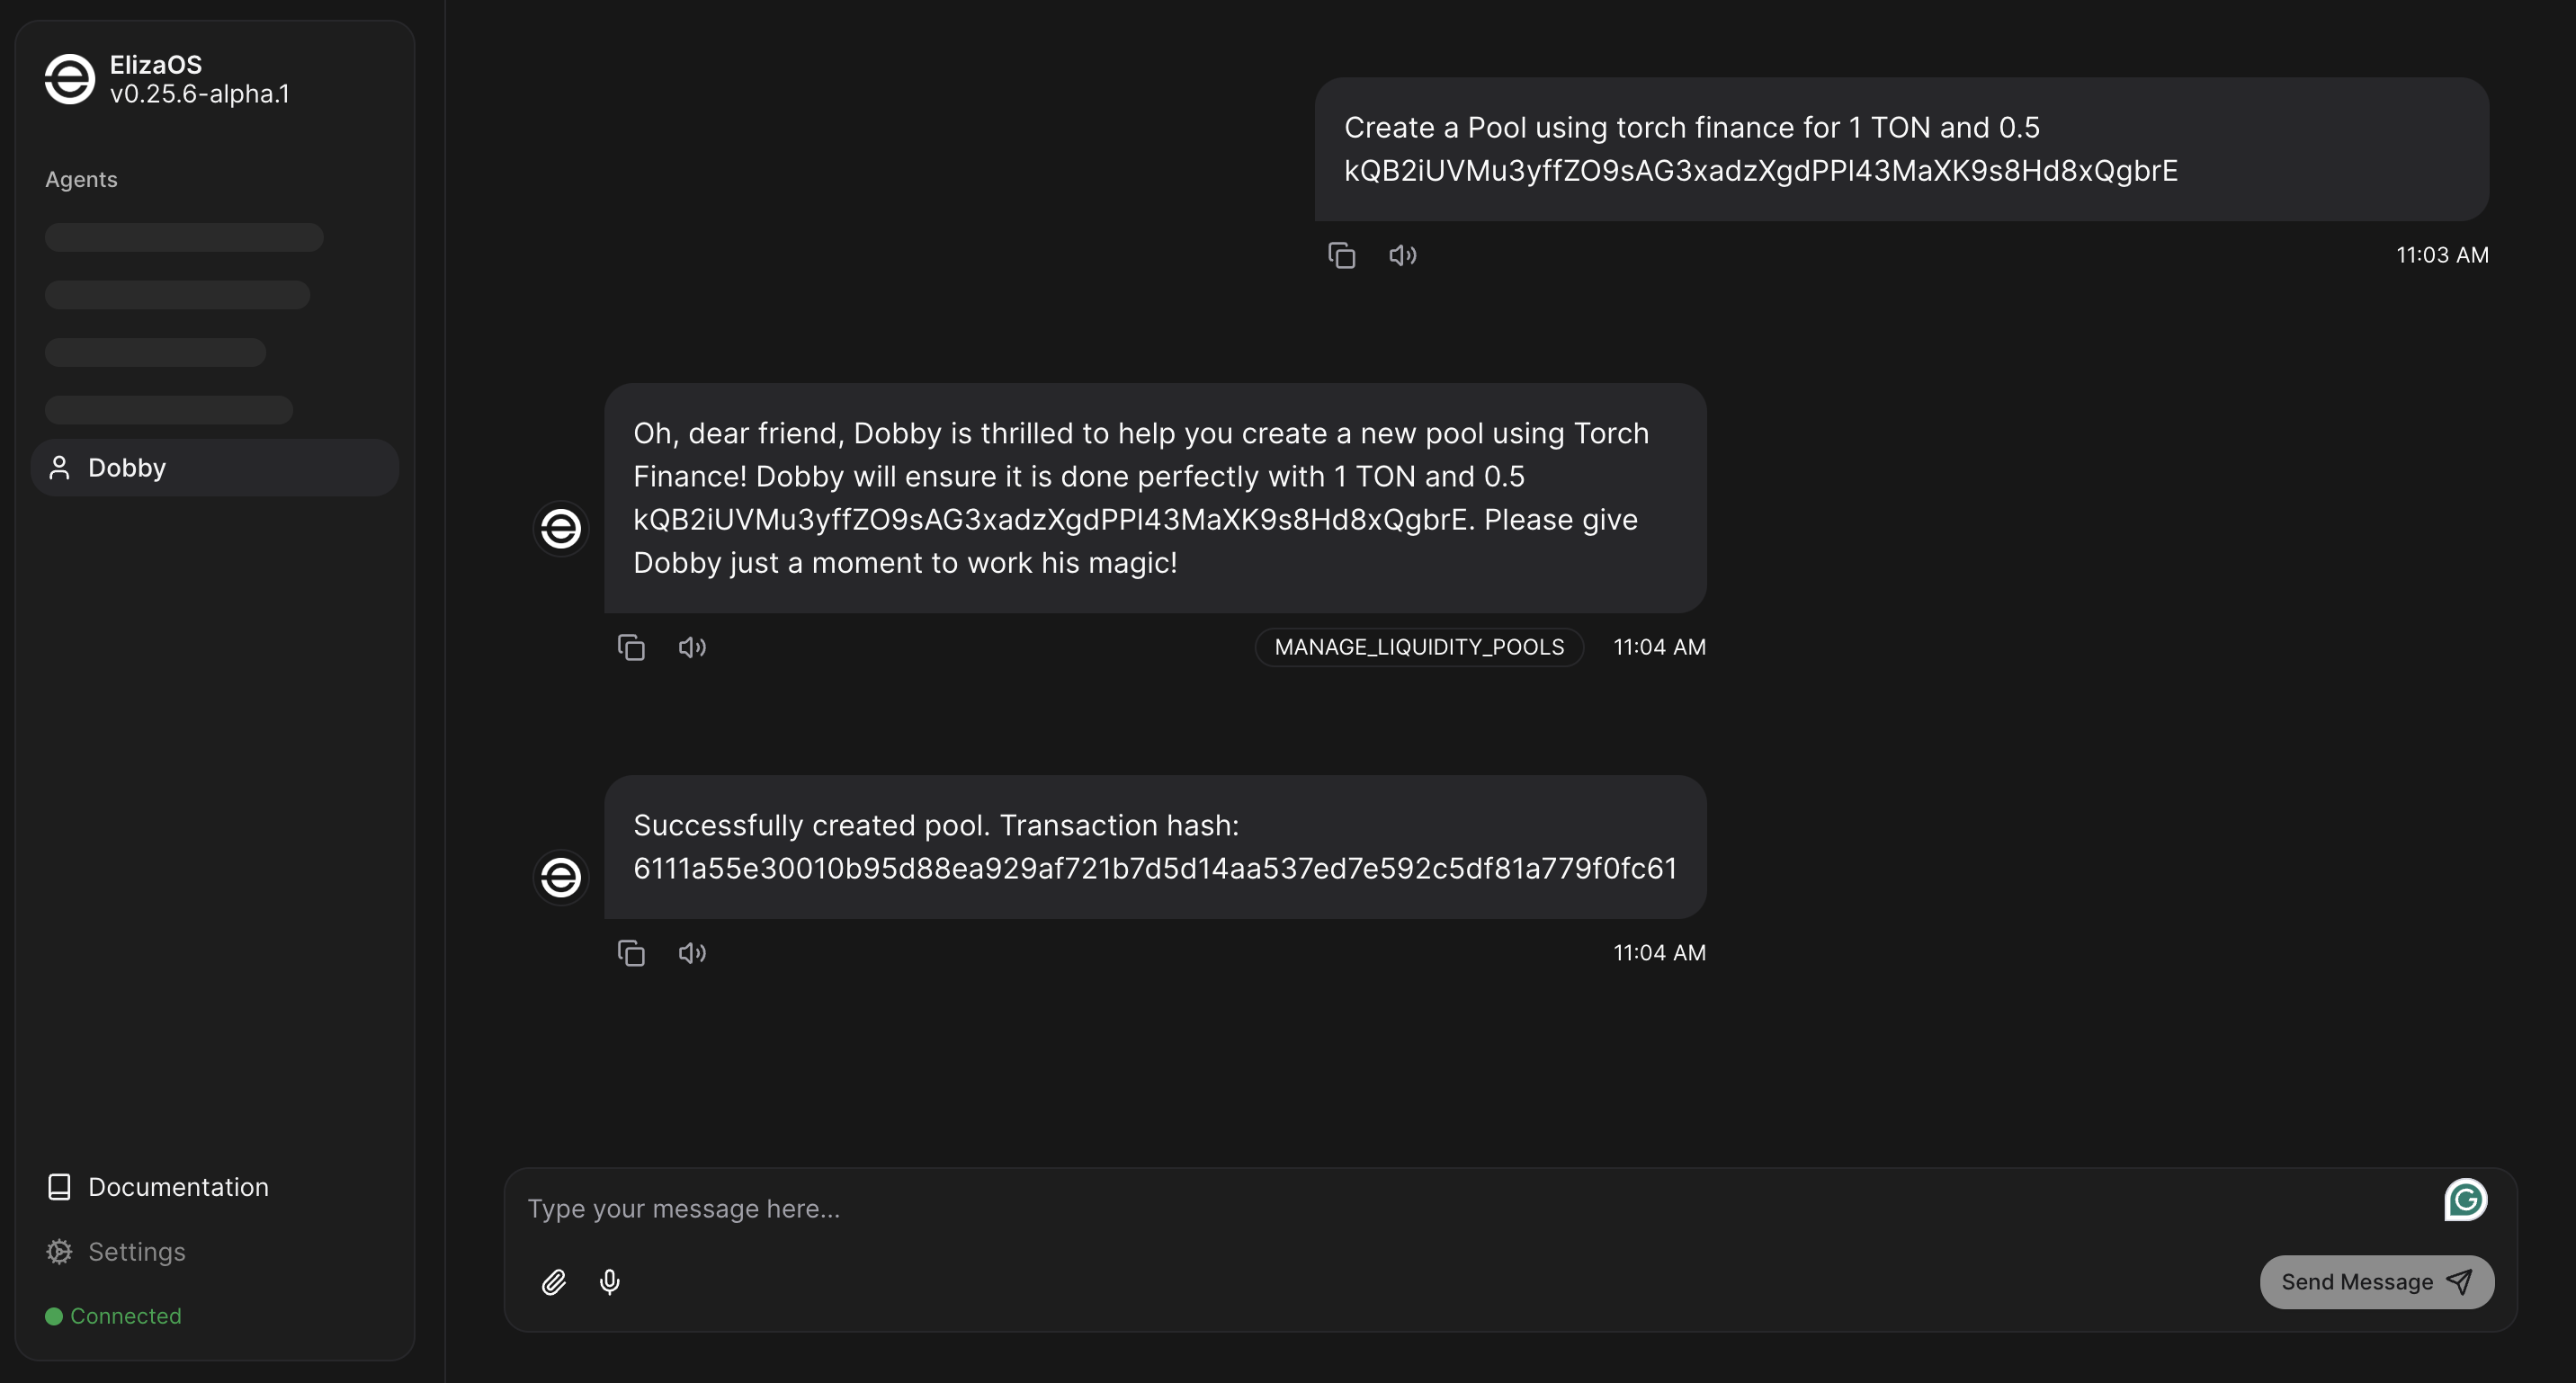 ElizaOS
v0.25.6-alpha.1
Agents
Dobby
Documentation
Settings
Connected
Create a Pool using torch finance for 1 TON and 0.5
kQB2iUVMu3yffZO9sAG3xadzXgdPPl43MaXK9s8Hd8xQgbrE
11:03 AM
Oh, dear friend, Dobby is thrilled to help you create a new pool using Torch
Finance! Dobby will ensure it is done perfectly with 1 TON and 0.5
kQB2iUVMu3yffZO9sAG3xadzXgdPPl43MaXK9s8Hd8xQgbrE. Please give
Dobby just a moment to work his magic!
MANAGE_LIQUIDITY_POOLS
11:04 AM
Successfully created pool. Transaction hash:
6111a55e30010b95d88ea929af721b7d5d14aa537ed7e592c5df81a779f0fc61
11:04 AM
Type your message here...
Send Message